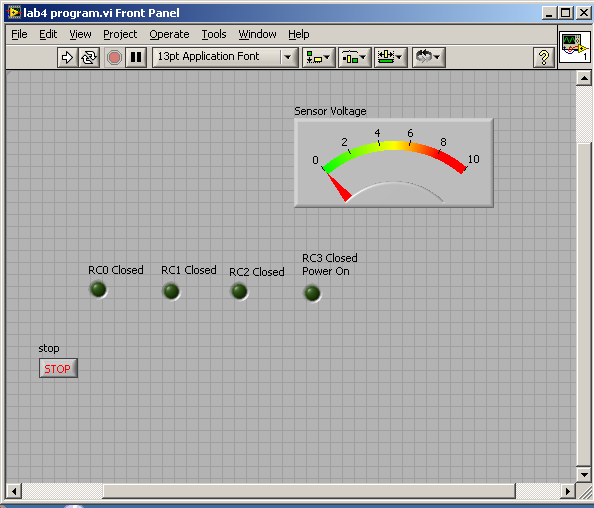 lab4 program.vi Front Panel
File Edit View Project Operate Tools Window Help
13pt Application Font
?
1
Sensor Voltage
0 2 4 6 8 10
RC0 Closed RC1 Closed RC2 Closed RC3 Closed
Power On
stop
STOP